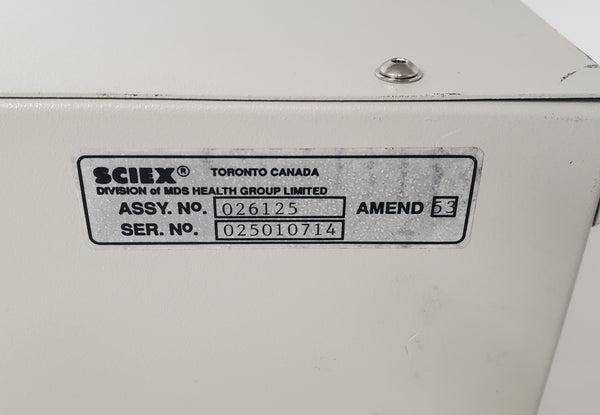 SCIEX® TORONTO CANADA
DIVISION of MDS HEALTH GROUP LIMITED
ASSY. NO. 026125 AMEND 53
SER. NO. 025010714